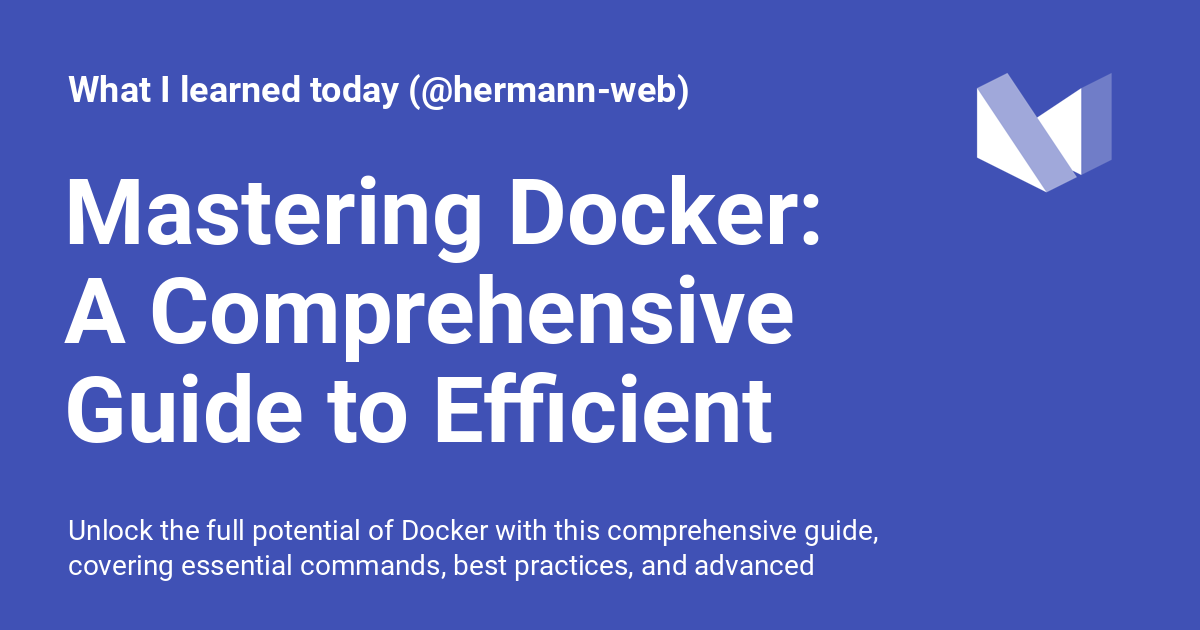 What I learned today (@hermann-web)
Mastering Docker:
A Comprehensive
Guide to Efficient
Unlock the full potential of Docker with this comprehensive guide,
covering essential commands, best practices, and advanced